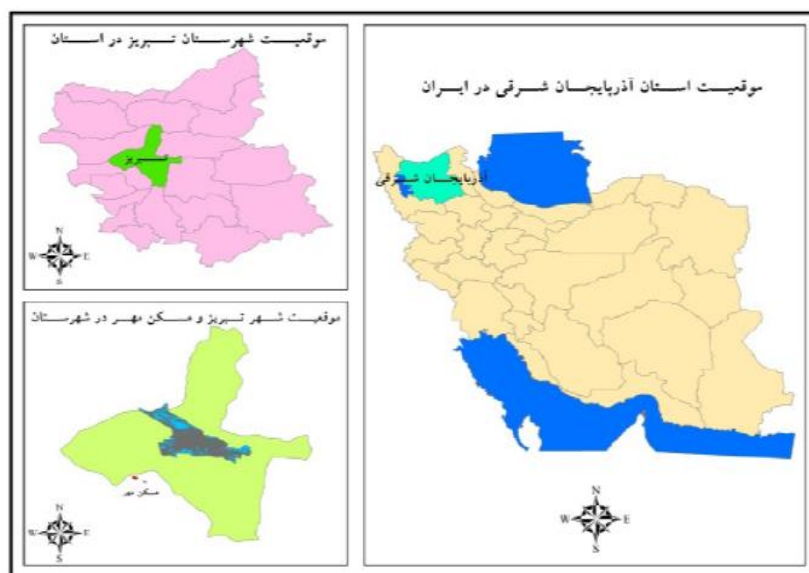 موقعیت شهرستان تبریز در استان
تبریز
N
W E
S
موقعیت استان آذربایجان شرقی در ایران
آذربایجان شرقی
N
W E
S
موقعیت شهر تبریز و مسکن مهر در شهرستان
مسکن مهر
N
W E
S